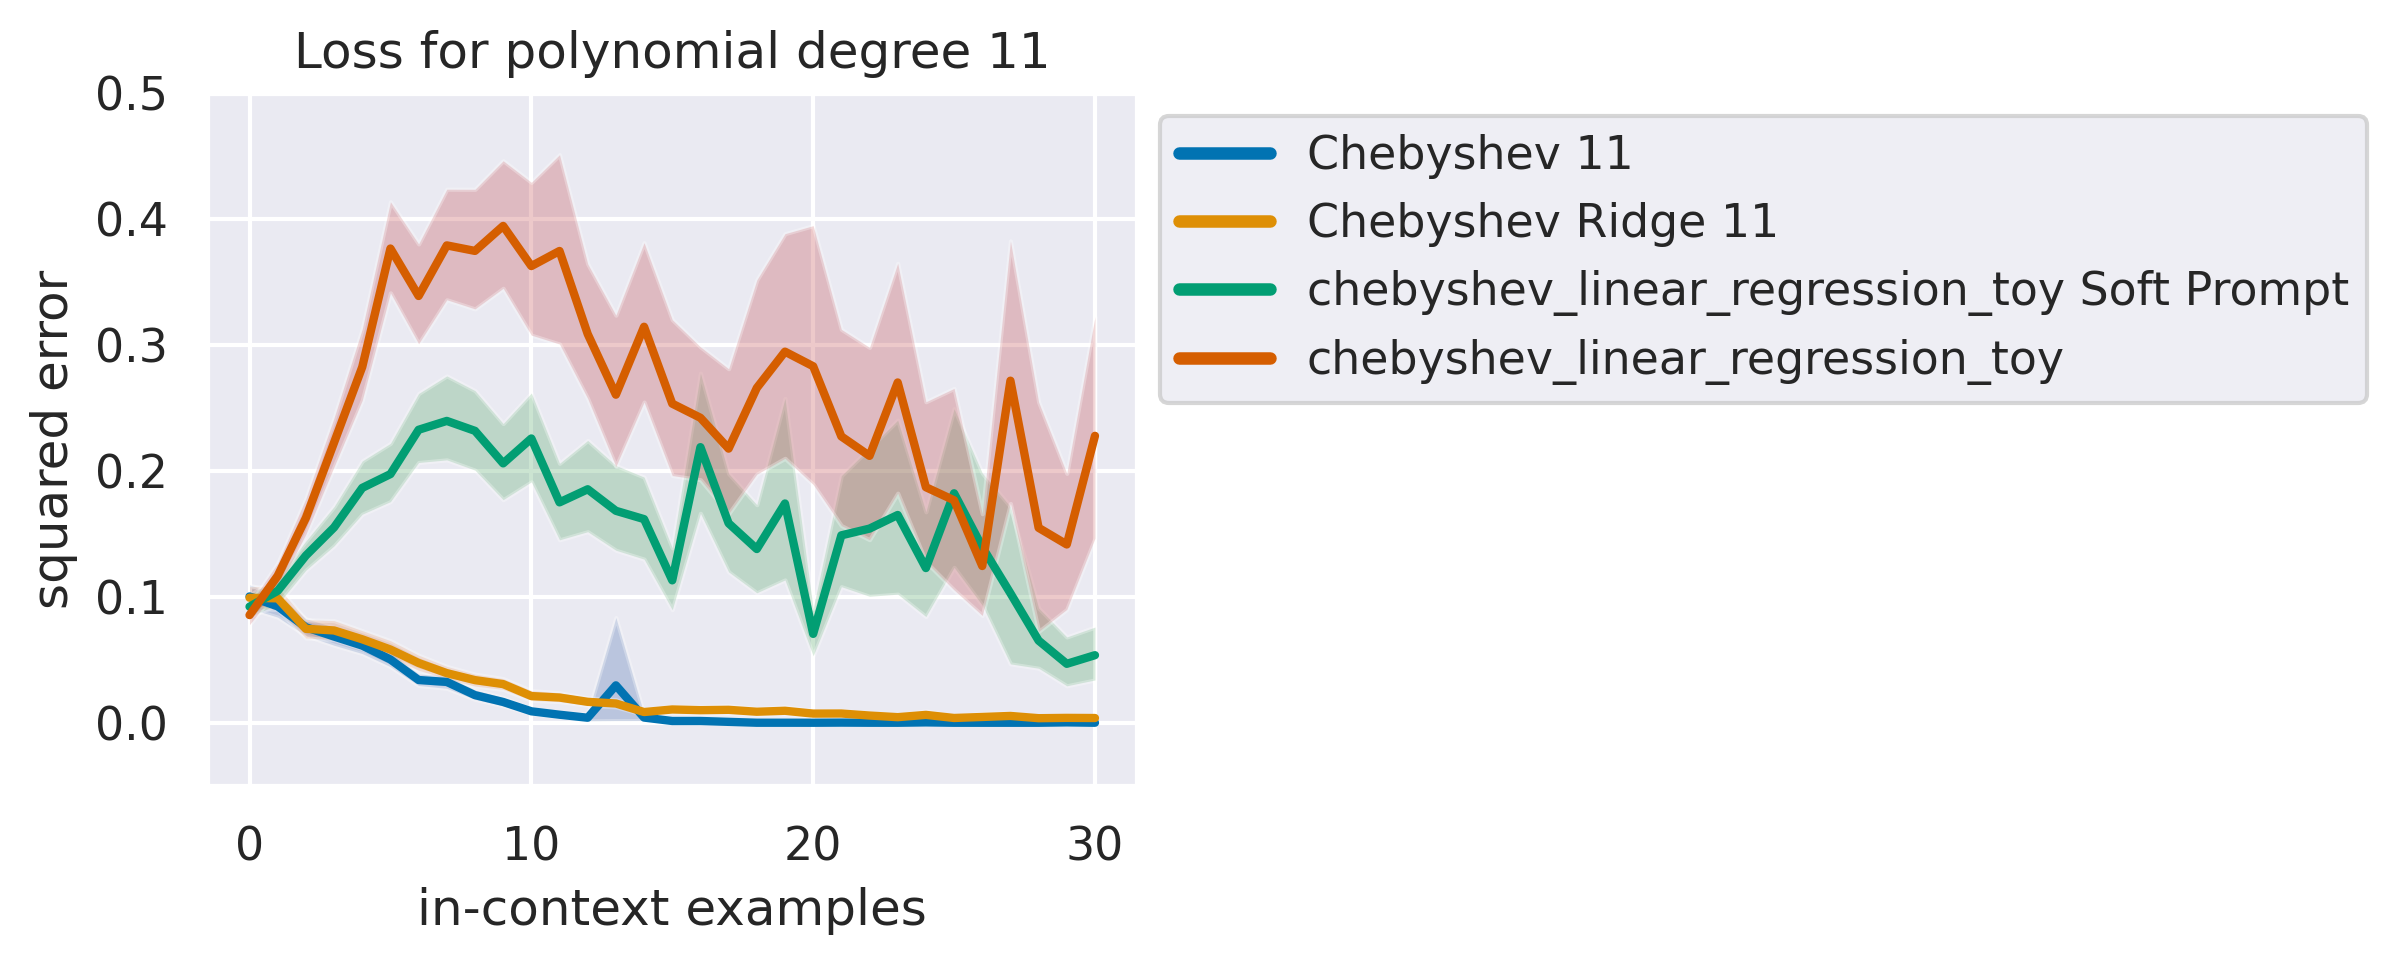 Loss for polynomial degree 11
0.5
0.4
0.3
0.2
0.1
0.0
squared error
0
10
20
30
in-context examples
Chebyshev 11
Chebyshev Ridge 11
chebyshev_linear_regression_toy Soft Prompt
chebyshev_linear_regression_toy